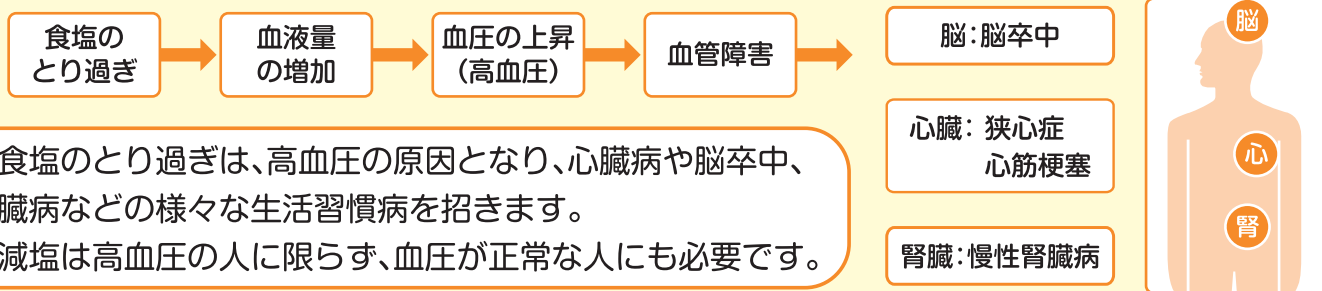 食塩の
とり過ぎ
血液量
の増加
血圧の上昇
（高血圧）
血管障害
脳：脳卒中
心臓：狭心症
心筋梗塞
腎臓：慢性腎臓病
食塩のとり過ぎは、高血圧の原因となり、心臓病や脳卒中、
臓病などの様々な生活習慣病を招きます。
減塩は高血圧の人に限らず、血圧が正常な人にも必要です。
脳
心
腎